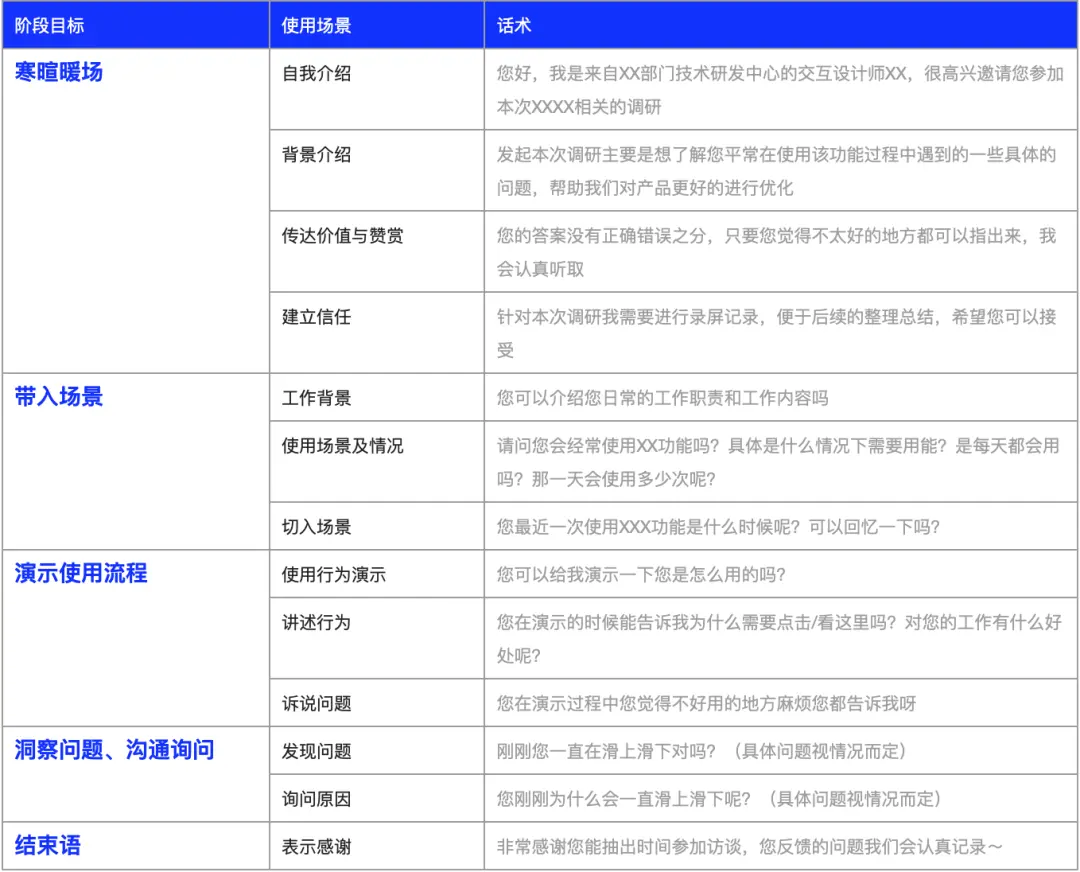 阶段目标 使用场景 话术
寒暄暖场 自我介绍 您好，我是来自XX部门技术研发中心的交互设计师XX，很高兴邀请您参加
本次XXXX相关的调研
背景介绍 发起本次调研主要是想了解您平常在使用该功能过程中遇到的一些具体的
问题，帮助我们对产品更好的进行优化
传达价值与赞赏 您的答案没有正确错误之分，只要您觉得不太好的地方都可以指出来，我
会认真听取
建立信任 针对本次调研我需要进行录屏记录，便于后续的整理总结，希望您可以接
受
带入场景 工作背景 您可以介绍您日常的工作职责和工作内容吗
使用场景及情况 请问您会经常使用XX功能吗？具体是什么情况下需要用能？是每天都会用
吗？那一天会使用多少次呢？
切入场景 您最近一次使用XXX功能是什么时候呢？可以回忆一下吗？
演示使用流程 使用行为演示 您可以给我演示一下您是怎么用的吗？
讲述行为 您在演示的时候能告诉我为什么需要点击/看这里吗？对您的工作有什么好
处呢？
诉说问题 您在演示过程中您觉得不好用的地方麻烦您都告诉我呀
洞察问题、沟通询问 发现问题 刚刚您一直在滑上滑下对吗？（具体问题视情况而定）
询问原因 您刚刚为什么会一直滑上滑下呢？（具体问题视情况而定）
结束语 表示感谢 非常感谢您能抽出时间参加访谈，您反馈的问题我们会认真记录～